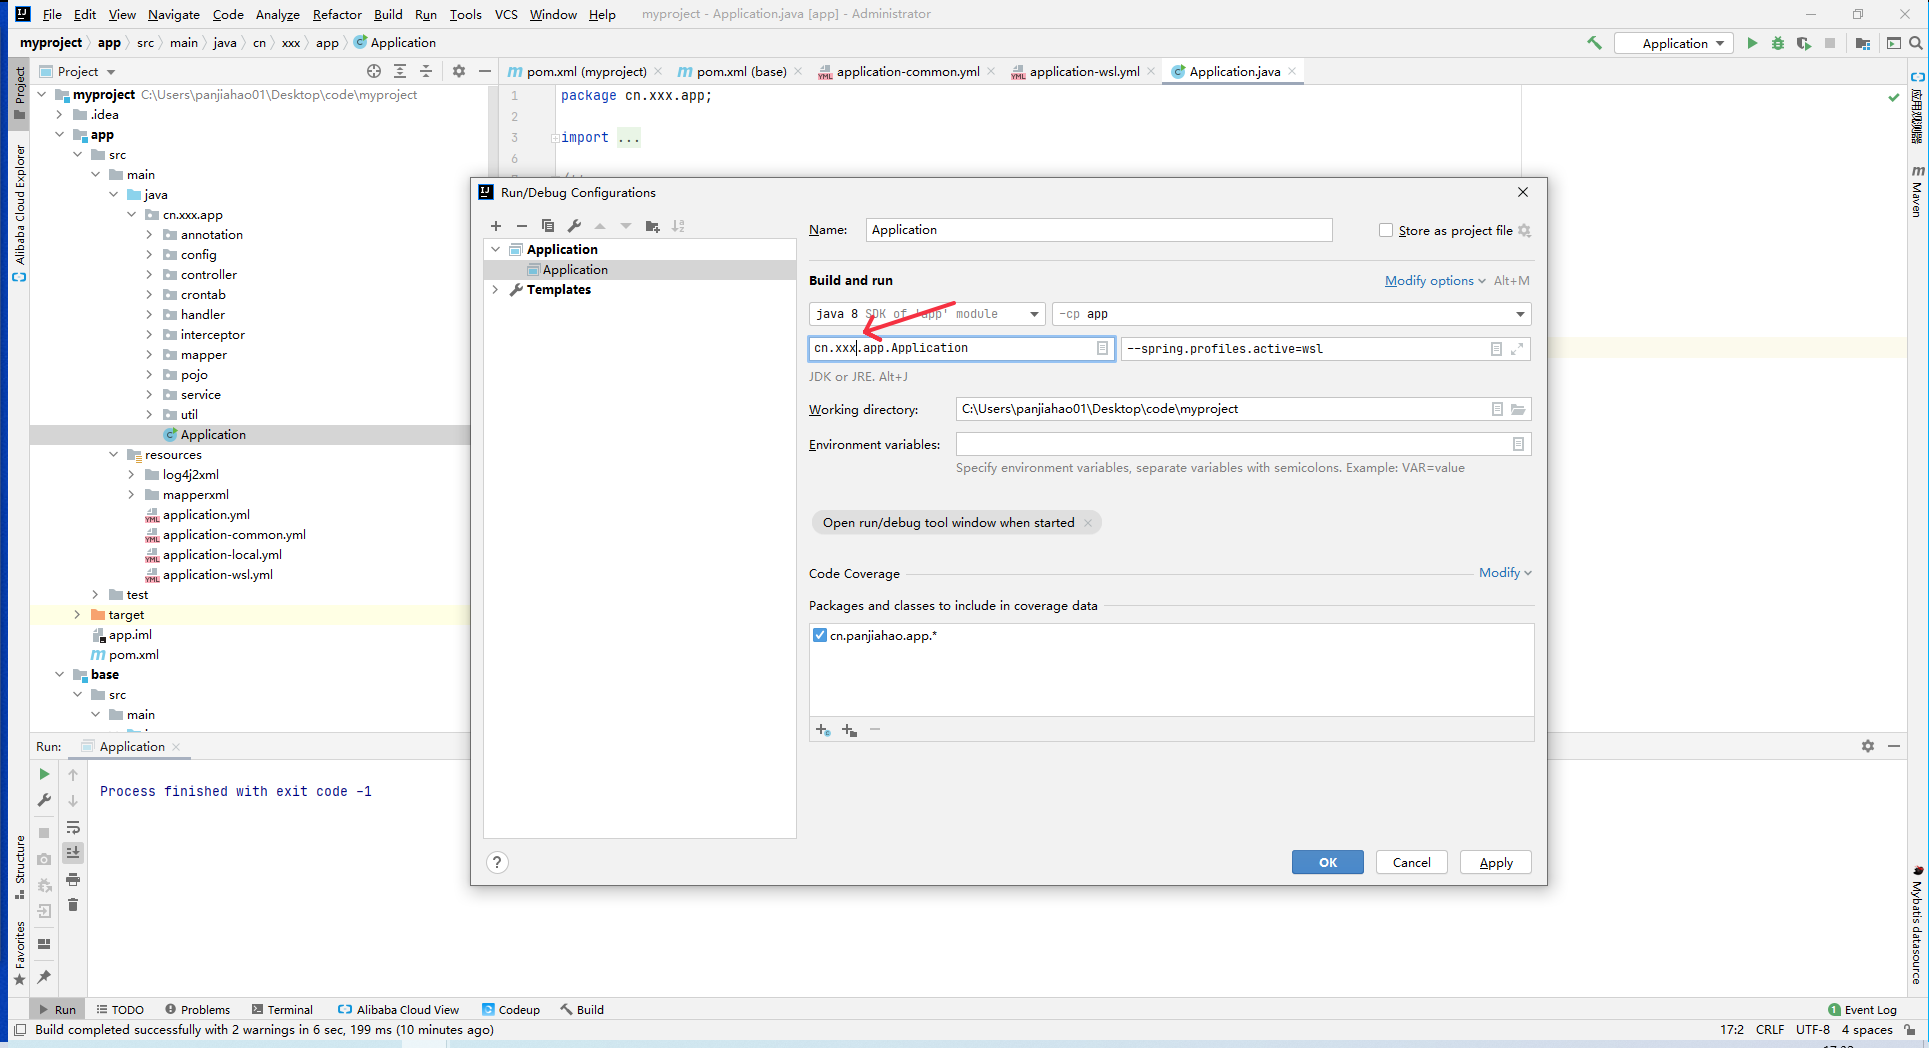 File Edit View Navigate Code Analyze Refactor Build Run Tools VCS Window Help myproject - Application.java [app] - Administrator
myproject app src main java cn xxx app Application
Application
Project
pom.xml (myproject) pom.xml (base) application-common.yml application-wsl.yml Application.java
myproject C:\Users\panjiahao01\Desktop\code\myproject
.idea
app
src
main
java
cn.xxx.app
annotation
config
controller
crontab
handler
interceptor
mapper
pojo
service
util
Application
resources
log4j2xml
mapperxml
application.yml
application-common.yml
application-local.yml
application-wsl.yml
test
target
app.iml
pom.xml
base
src
main
1 package cn.xxx.app;
2
3 import ...
6
Run/Debug Configurations
Application
Application
Templates
Name: Application
Store as project file
Build and run
Modify options Alt+M
java 8 SDK of 'app' module
-cp app
cn.xxx.app.Application
--spring.profiles.active=wsl
JDK or JRE. Alt+J
Working directory: C:\Users\panjiahao01\Desktop\code\myproject
Environment variables:
Specify environment variables, separate variables with semicolons. Example: VAR=value
Open run/debug tool window when started
Code Coverage
Modify
Packages and classes to include in coverage data
cn.panjiahao.app.*
?
OK Cancel Apply
Run: Application
Process finished with exit code -1
Project
Alibaba Cloud Explorer
Structure
Favorites
应用观测器
Maven
Mybatis datasource
Run TODO Problems Terminal Alibaba Cloud View Codeup Build
1 Event Log
Build completed successfully with 2 warnings in 6 sec, 199 ms (10 minutes ago)
17:2 CRLF UTF-8 4 spaces